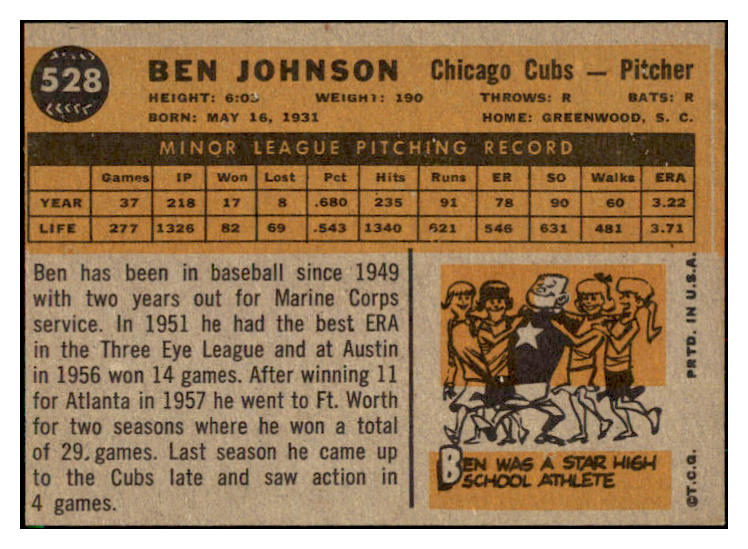 528
BEN JOHNSON Chicago Cubs — Pitcher
HEIGHT: 6:03 WEIGHT: 190 THROWS: R BATS: R
BORN: MAY 16, 1931 HOME: GREENWOOD, S. C.
MINOR LEAGUE PITCHING RECORD
Games IP Won Lost Pct Hits Runs ER SO Walks ERA
YEAR 37 218 17 8 .680 235 91 78 90 60 3.22
LIFE 277 1326 82 69 .543 1340 621 546 631 481 3.71
Ben has been in baseball since 1949
with two years out for Marine Corps
service. In 1951 he had the best ERA
in the Three Eye League and at Austin
in 1956 won 14 games. After winning 11
for Atlanta in 1957 he went to Ft. Worth
for two seasons where he won a total
of 29 games. Last season he came up
to the Cubs late and saw action in
4 games.
BEN WAS A STAR HIGH
SCHOOL ATHLETE
©T.C.G. PRTD. IN U.S.A.